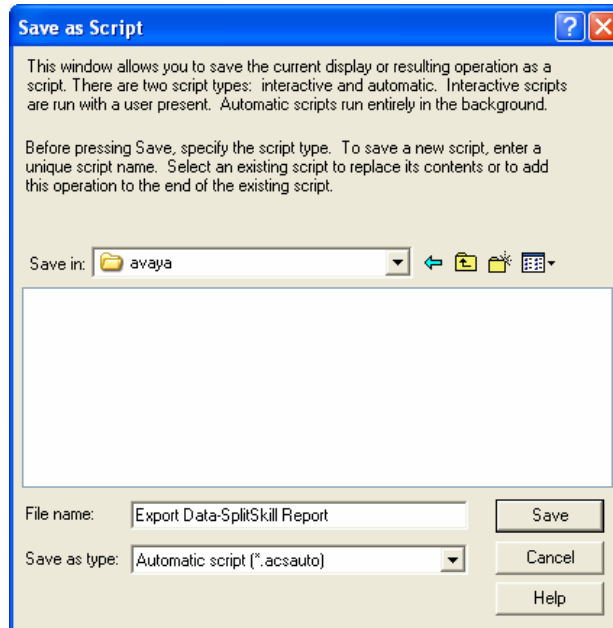 Save as Script
This window allows you to save the current display or resulting operation as a
script. There are two script types: interactive and automatic. Interactive scripts
are run with a user present. Automatic scripts run entirely in the background.
Before pressing Save, specify the script type. To save a new script, enter a
unique script name. Select an existing script to replace its contents or to add
this operation to the end of the existing script.
Save in: avaya
File name: Export Data-SplitSkill Report Save
Save as type: Automatic script (*.acsauto) Cancel
Help